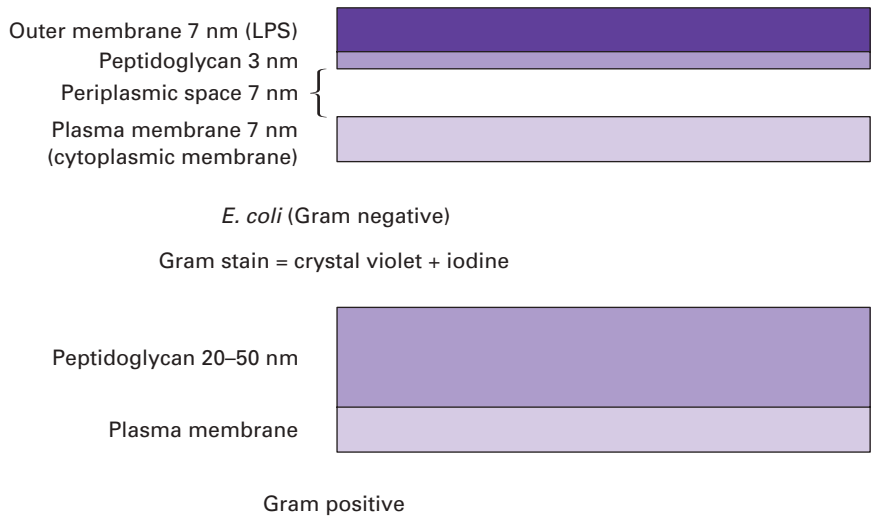 Outer membrane 7 nm (LPS)
Peptidoglycan 3 nm
Periplasmic space 7 nm
Plasma membrane 7 nm
(cytoplasmic membrane)
E. coli (Gram negative)
Gram stain = crystal violet + iodine
Peptidoglycan 20–50 nm
Plasma membrane
Gram positive